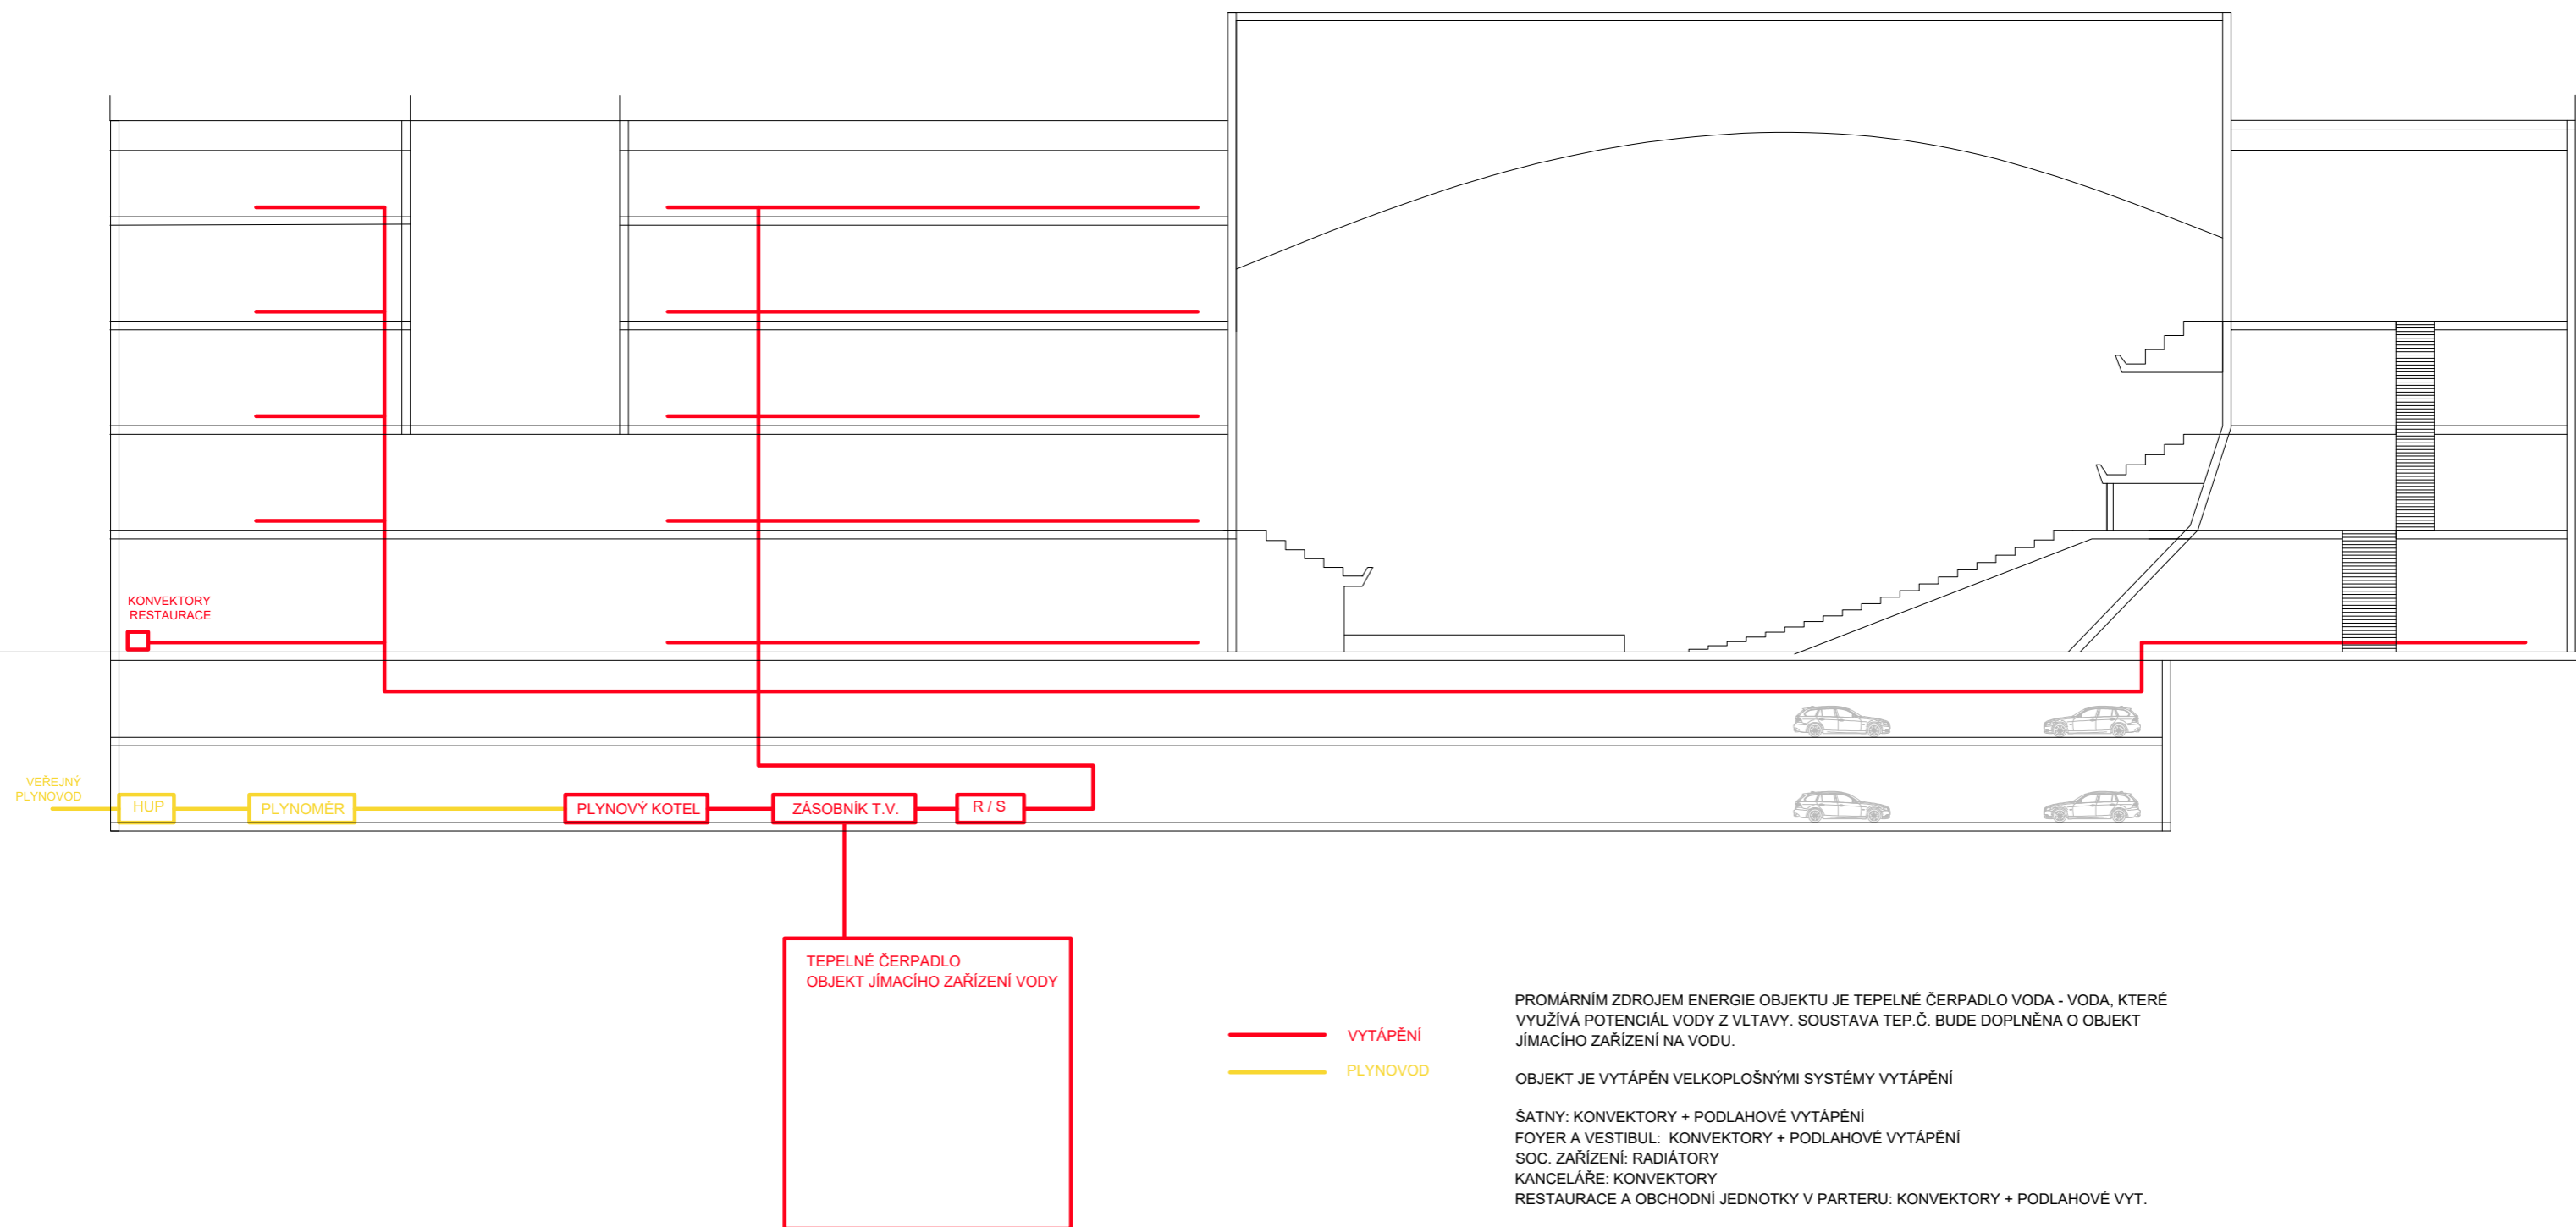 KONVEKTORY
RESTAURACE
VEŘEJNÝ
PLYNOVOD
HUP
PLYNOMĚR
PLYNOVÝ KOTEL
ZÁSOBNÍK T.V.
R / S
TEPELNÉ ČERPADLO
OBJEKT JÍMACÍHO ZAŘÍZENÍ VODY
VYTÁPĚNÍ
PLYNOVOD
PROMÁRNÍM ZDROJEM ENERGIE OBJEKTU JE TEPELNÉ ČERPADLO VODA - VODA, KTERÉ
VYUŽÍVÁ POTENCIÁL VODY Z VLTAVY. SOUSTAVA TEP.Č. BUDE DOPLNĚNA O OBJEKT
JÍMACÍHO ZAŘÍZENÍ NA VODU.
OBJEKT JE VYTÁPĚN VELKOPLOŠNÝMI SYSTÉMY VYTÁPĚNÍ
ŠATNY: KONVEKTORY + PODLAHOVÉ VYTÁPĚNÍ
FOYER A VESTIBUL: KONVEKTORY + PODLAHOVÉ VYTÁPĚNÍ
SOC. ZAŘÍZENÍ: RADIÁTORY
KANCELÁŘE: KONVEKTORY
RESTAURACE A OBCHODNÍ JEDNOTKY V PARTERU: KONVEKTORY + PODLAHOVÉ VYT.